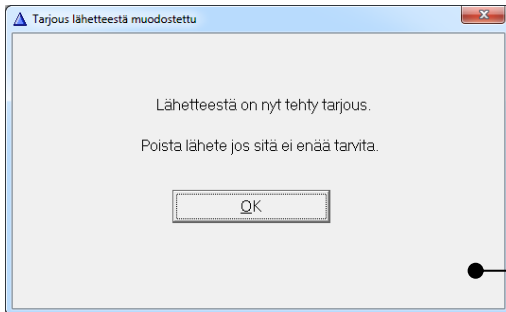 Tarjous lähetteestä muodostettu
Lähetteestä on nyt tehty tarjous.
Poista lähete jos sitä ei enää tarvita.
OK